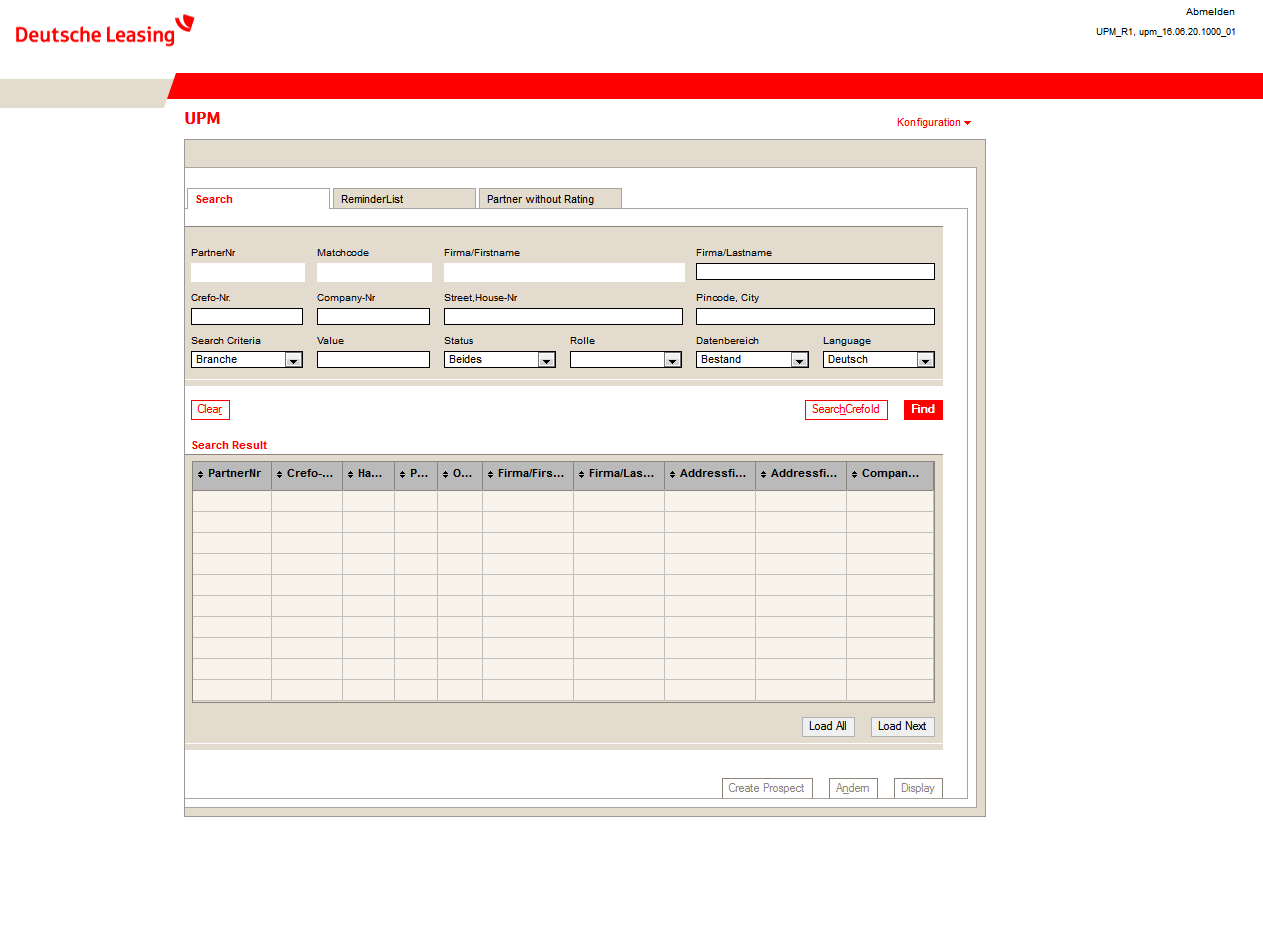 Abmelden
Deutsche Leasing
UPM_R1, upm_16.06.20.1000_01
UPM
Konfiguration
Search ReminderList Partner without Rating
PartnerNr Matchcode Firma/Firstname Firma/Lastname
Crefo-Nr. Company-Nr Street,House-Nr Pincode, City
Search Criteria Value Status Rolle Datenbereich Language
Branche Beides Bestand Deutsch
Clear SearchCrefoId Find
Search Result
PartnerNr Crefo-... Ha... P... O... Firma/Firs... Firma/Las... Addressfi... Addressfi... Compan...
Load All Load Next
Create Prospect Andern Display